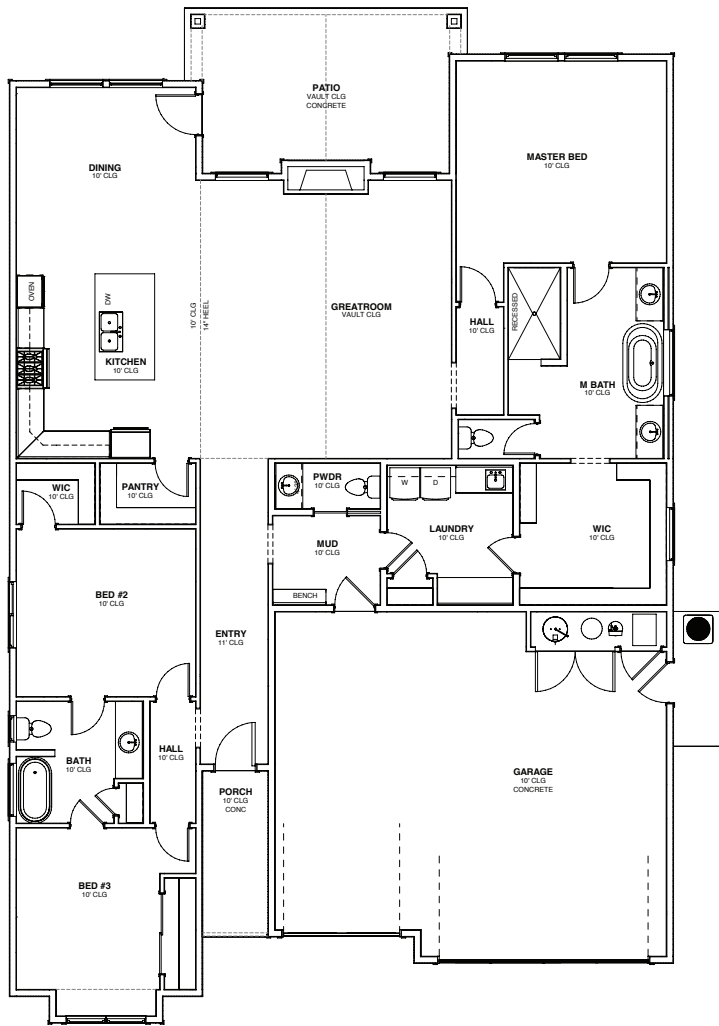 PATIO
VAULT CLG
CONCRETE
MASTER BED
10' CLG
DINING
10' CLG
OVEN
DW
KITCHEN
10' CLG
10' CLG
14" HEEL
GREATROOM
VAULT CLG
HALL
10' CLG
RECESSED
M BATH
10' CLG
WIC
10' CLG
PANTRY
10' CLG
PWDR
10' CLG
W
D
LAUNDRY
10' CLG
WIC
10' CLG
MUD
10' CLG
BENCH
BED #2
10' CLG
ENTRY
11' CLG
BATH
10' CLG
HALL
10' CLG
PORCH
10' CLG
CONC
GARAGE
10' CLG
CONCRETE
BED #3
10' CLG